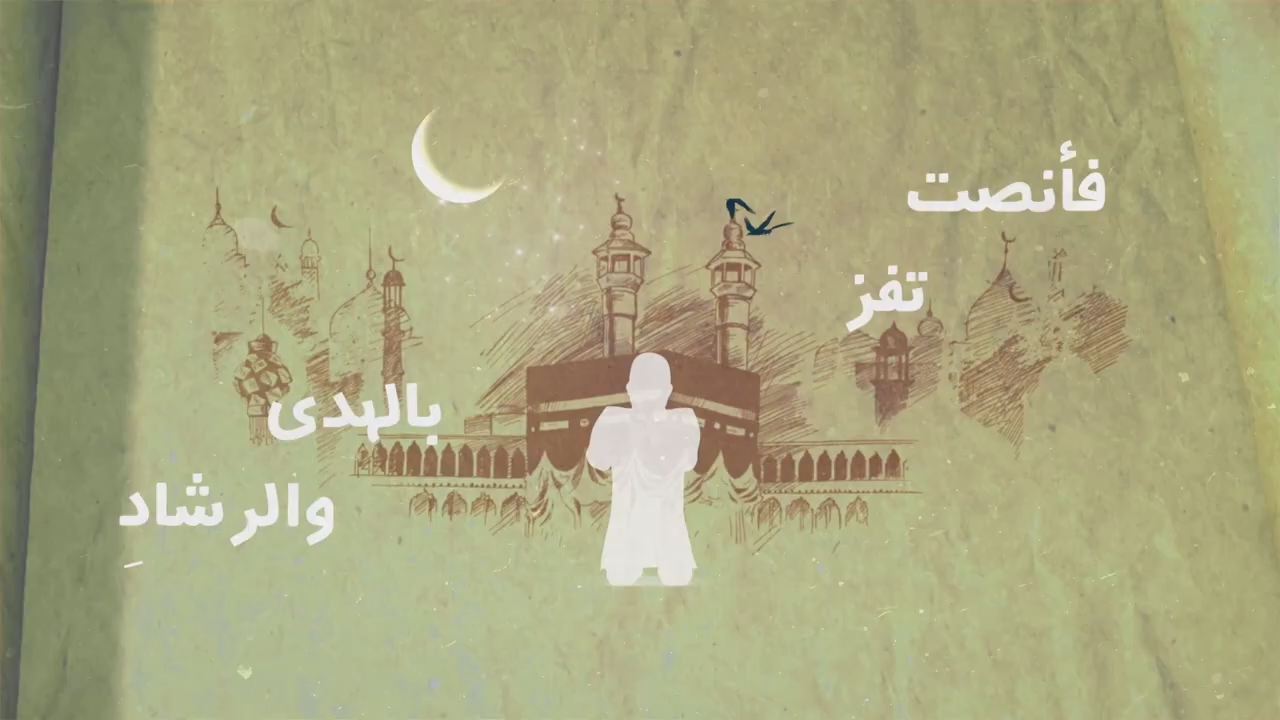 فأنصت
تفز
بالهدى
والرشادِ